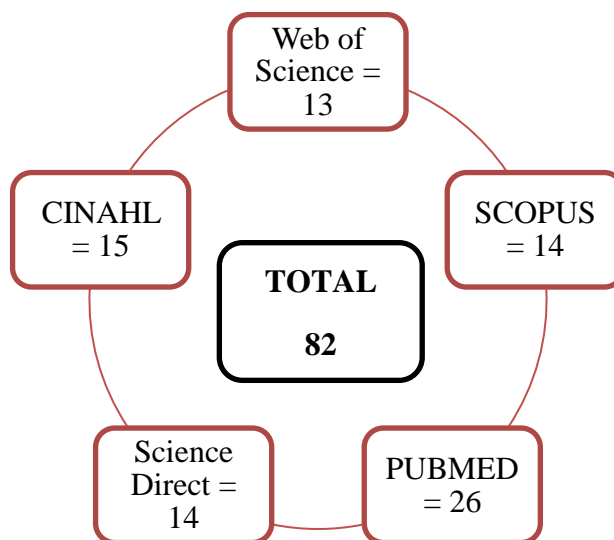 Web of
Science =
13
SCOPUS
= 14
PUBMED
= 26
Science
Direct =
14
CINAHL
= 15
TOTAL
82